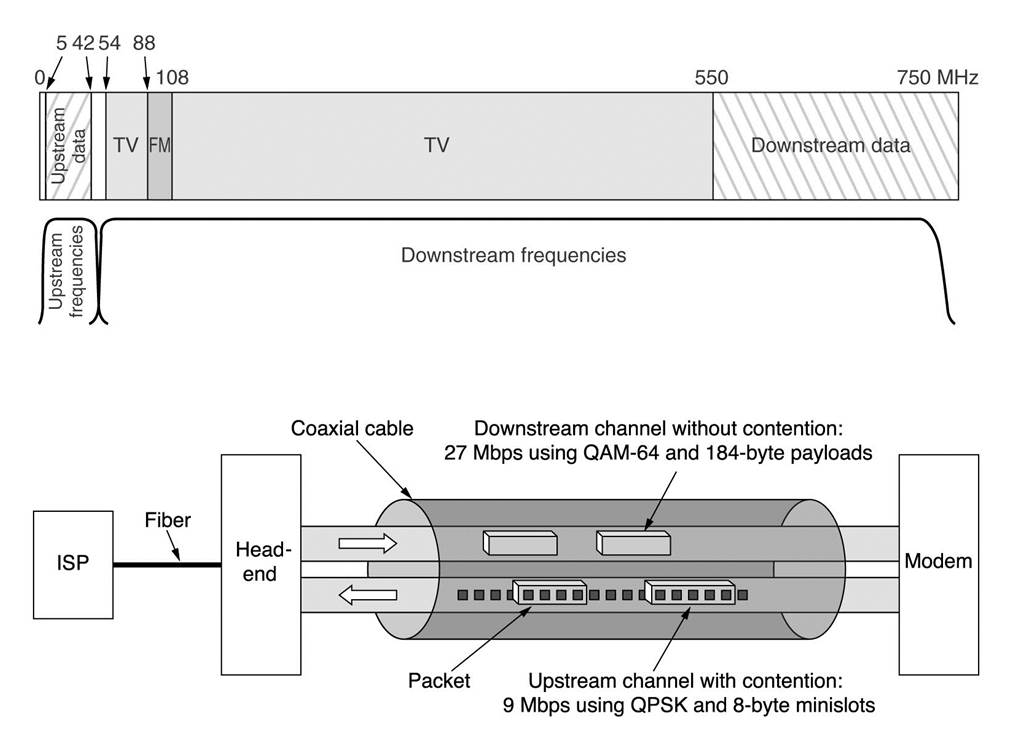 5 42 54 88
0 108 550 750 MHz
Upstream
data
TV
FM
TV
Downstream data
Upstream
frequencies
Downstream frequencies
Coaxial cable
Downstream channel without contention:
27 Mbps using QAM-64 and 184-byte payloads
Fiber
ISP
Head-
end
Modem
Packet
Upstream channel with contention:
9 Mbps using QPSK and 8-byte minislots